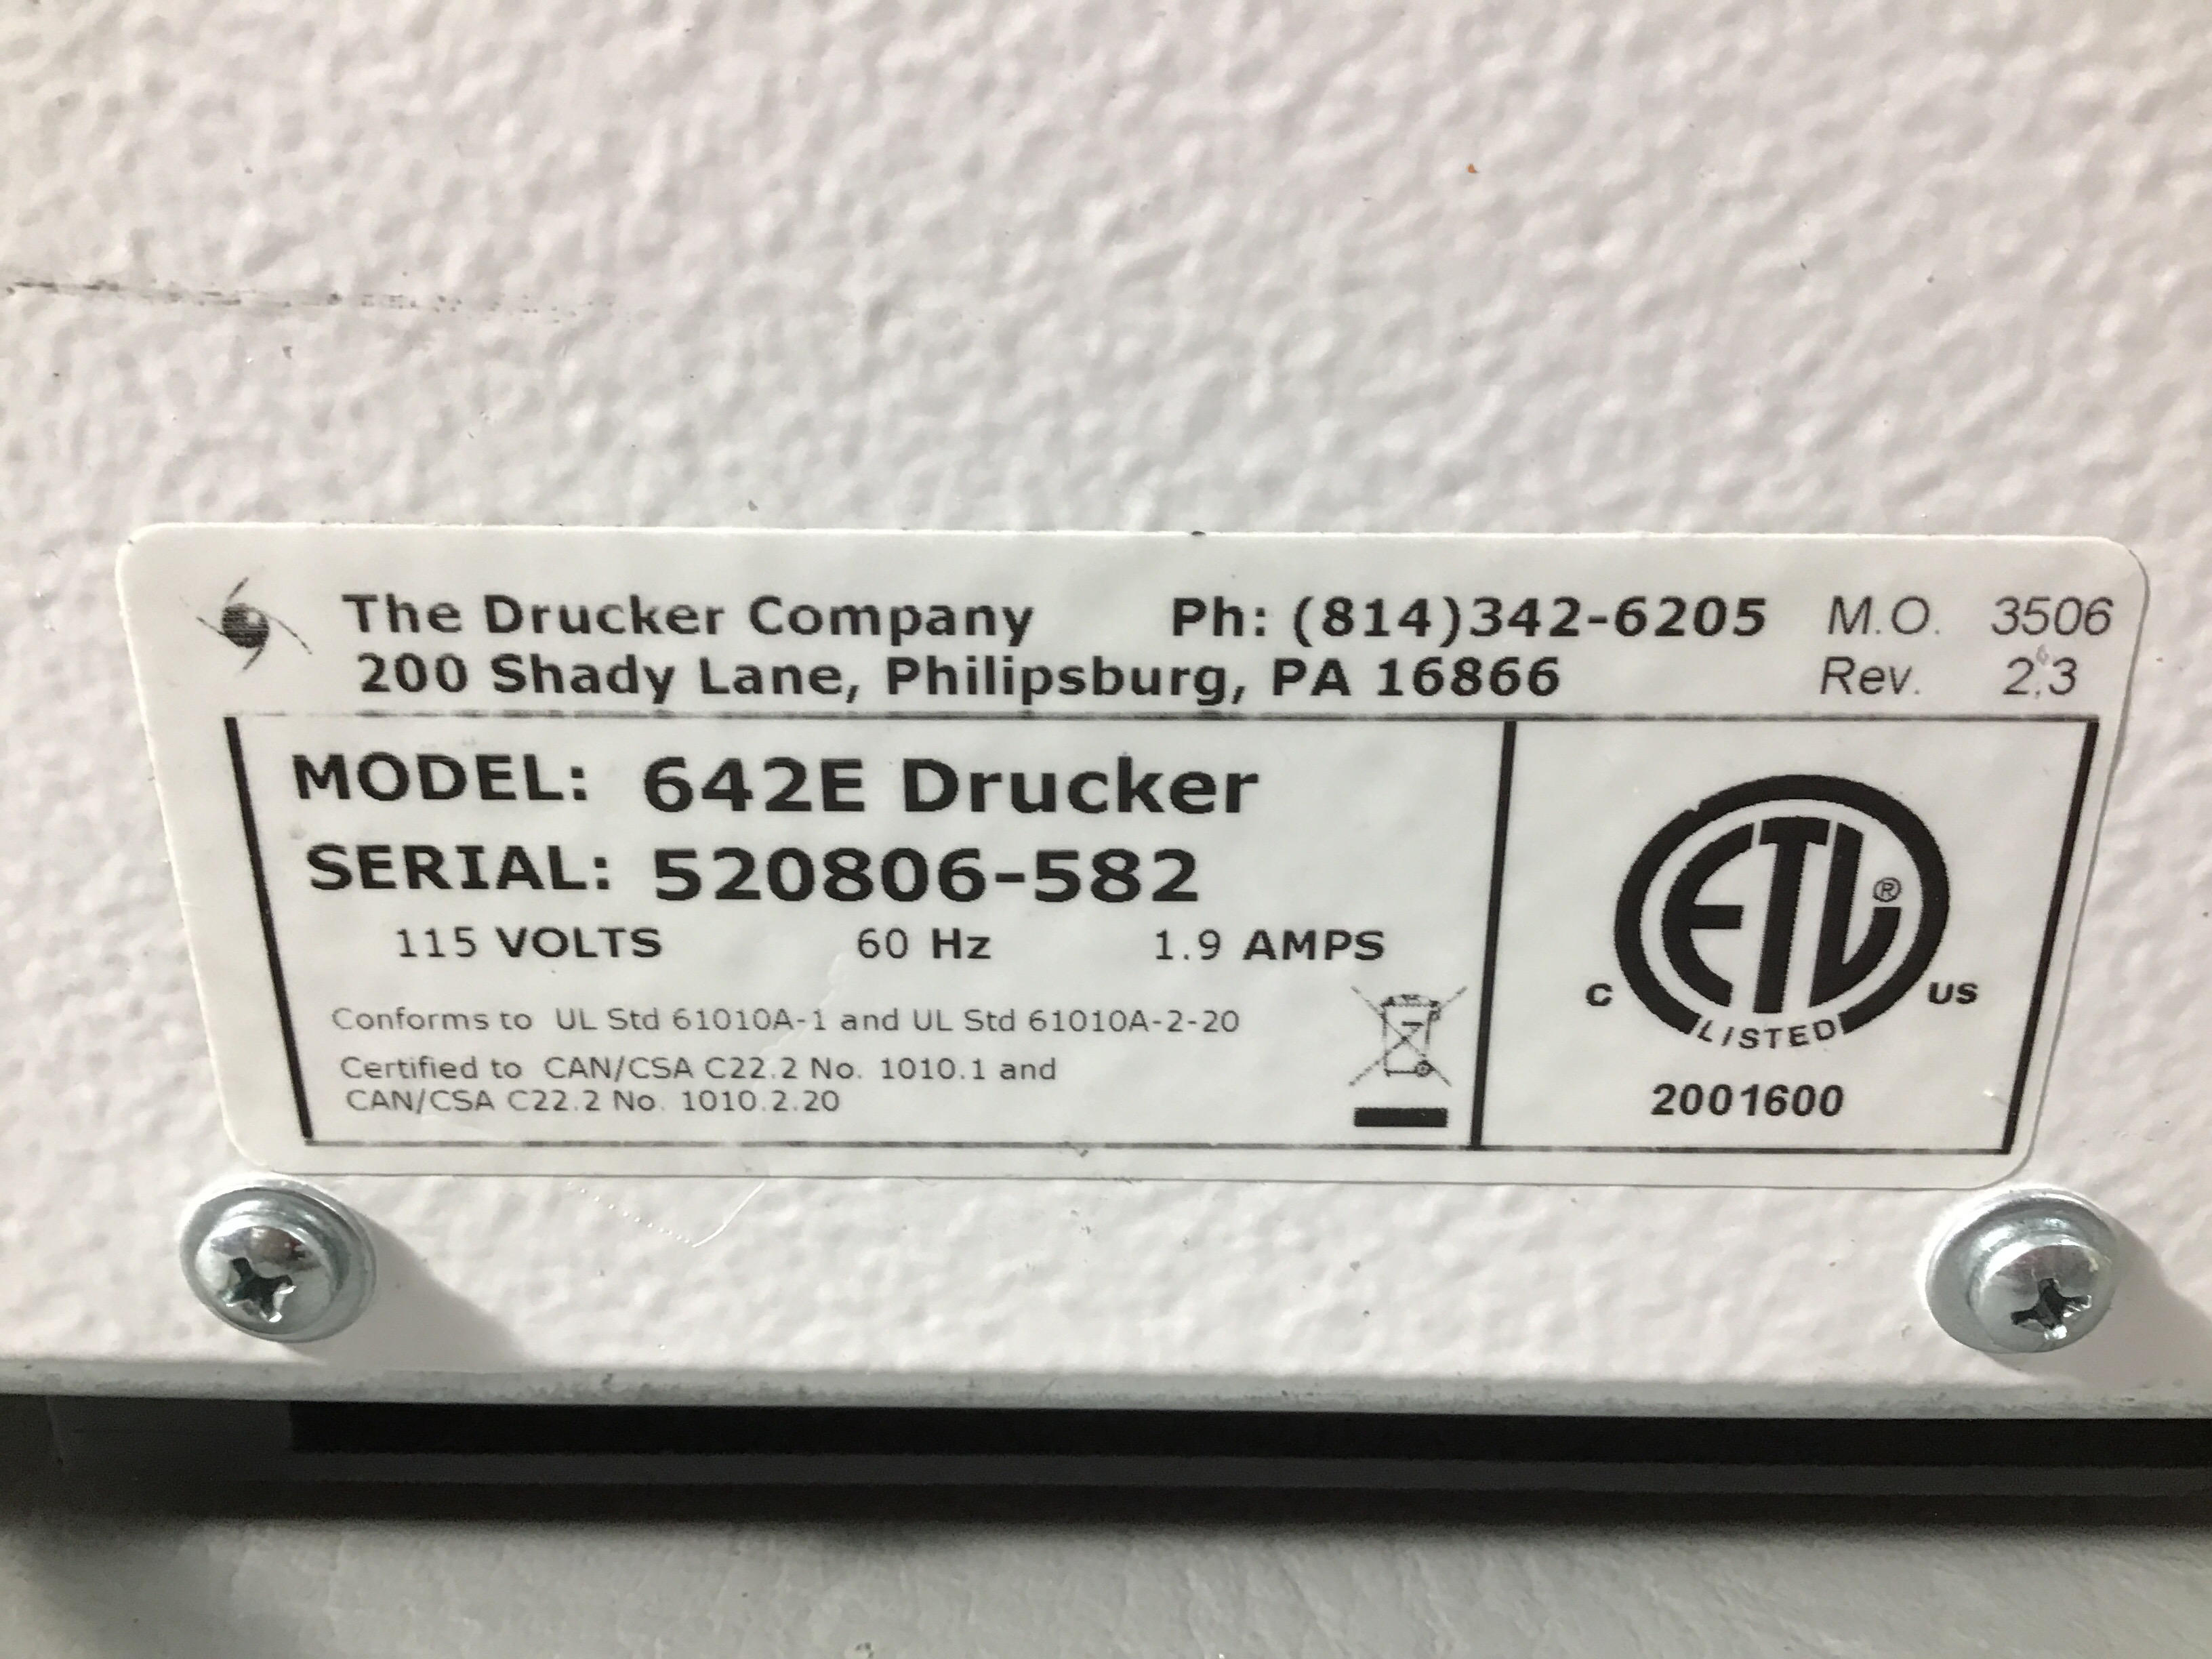 The Drucker Company Ph: (814)342-6205 M.O. 3506
200 Shady Lane, Philipsburg, PA 16866 Rev. 2.3
MODEL: 642E Drucker
SERIAL: 520806-582
115 VOLTS 60 Hz 1.9 AMPS
Conforms to UL Std 61010A-1 and UL Std 61010A-2-20
Certified to CAN/CSA C22.2 No. 1010.1 and
CAN/CSA C22.2 No. 1010.2.20
ETL®
C US
LISTED
2001600